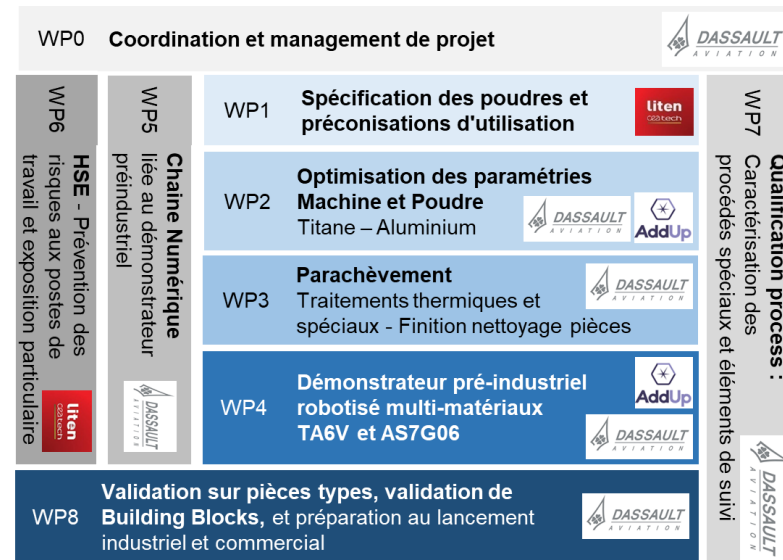 WP0 Coordination et management de projet
DASSAULT
AVIATION
WP6
HSE - Prévention des
risques aux postes de
travail et exposition particulaire
liten
ceatech
WP5
Chaine Numérique
liée au démonstrateur
préindustriel
DASSAULT
AVIATION
WP1
Spécification des poudres et
préconisations d'utilisation
liten
ceatech
WP2
Optimisation des paramétries
Machine et Poudre
Titane – Aluminium
DASSAULT
AVIATION
AddUp
WP3
Parachèvement
Traitements thermiques et
spéciaux - Finition nettoyage pièces
DASSAULT
AVIATION
WP4
Démonstrateur pré-industriel
robotisé multi-matériaux
TA6V et AS7G06
AddUp
DASSAULT
AVIATION
WP7
Qualification process :
Caractérisation des
procédés spéciaux et éléments de suivi
DASSAULT
AVIATION
WP8
Validation sur pièces types, validation de
Building Blocks, et préparation au lancement
industriel et commercial
DASSAULT
AVIATION